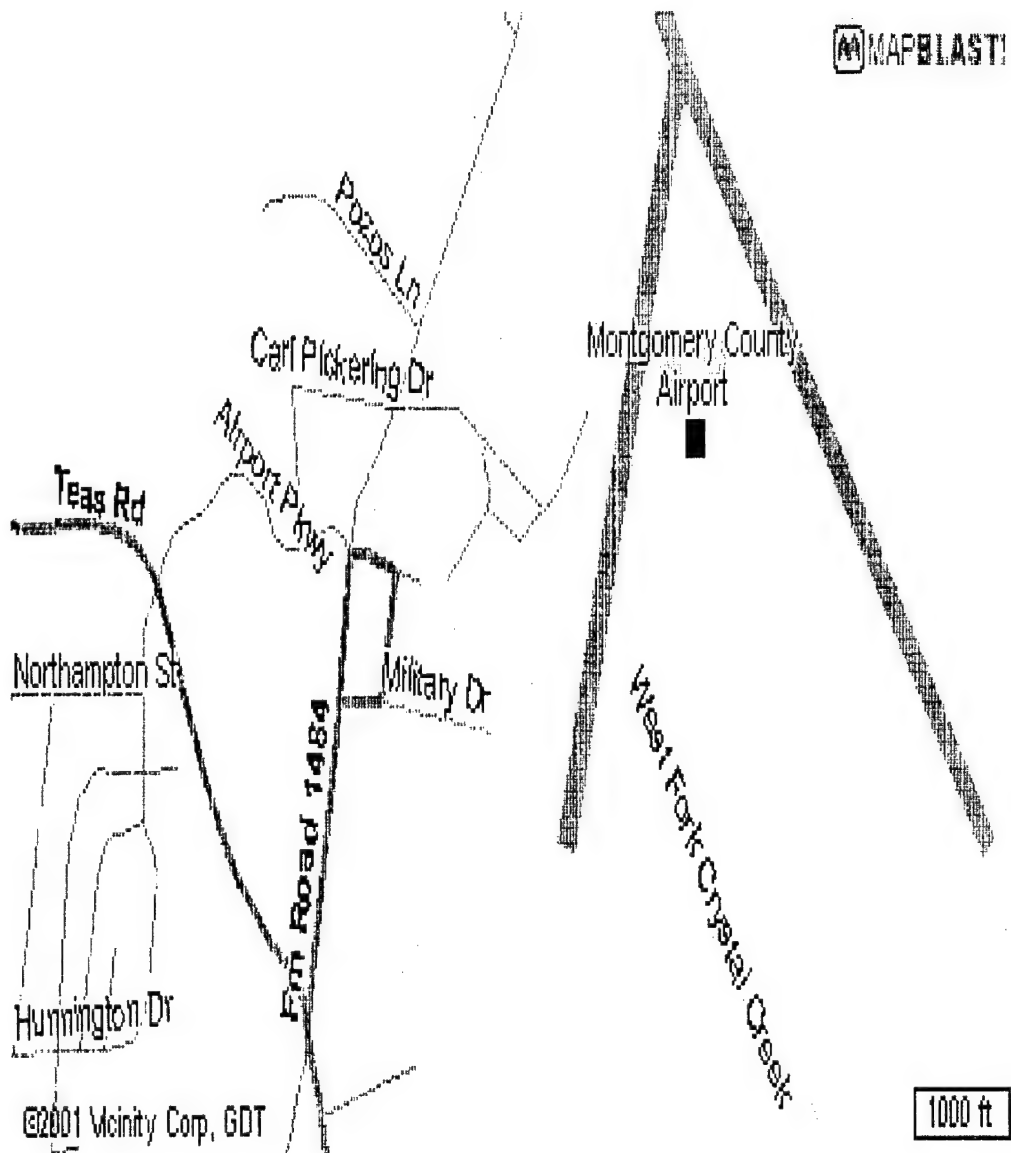 MAPBLAST!
Pozos Ln
Carl Pickering Dr
Montgomery County
Airport
Airport Pkwy
Teas Rd
Northampton St
Military Dr
Fm Road 1484
West Fork Crystal Creek
Hunnington Dr
©2001 Vicinity Corp, GDT
1000 ft